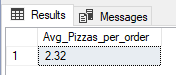 Results Messages
Avg_Pizzas_per_order
1 2.32